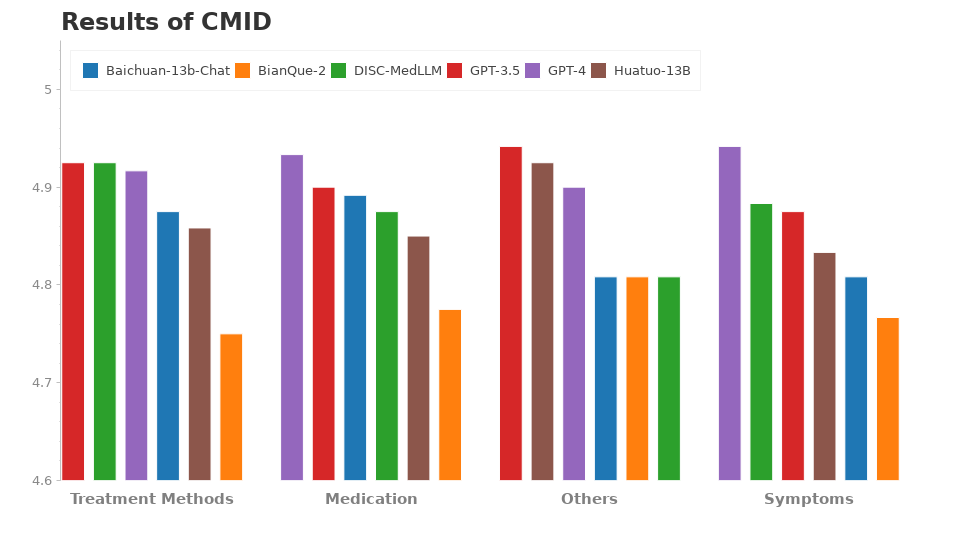 Results of CMID
Baichuan-13b-Chat BianQue-2 DISC-MedLLM GPT-3.5 GPT-4 Huatuo-13B
5
4.9
4.8
4.7
4.6
Treatment Methods Medication Others Symptoms